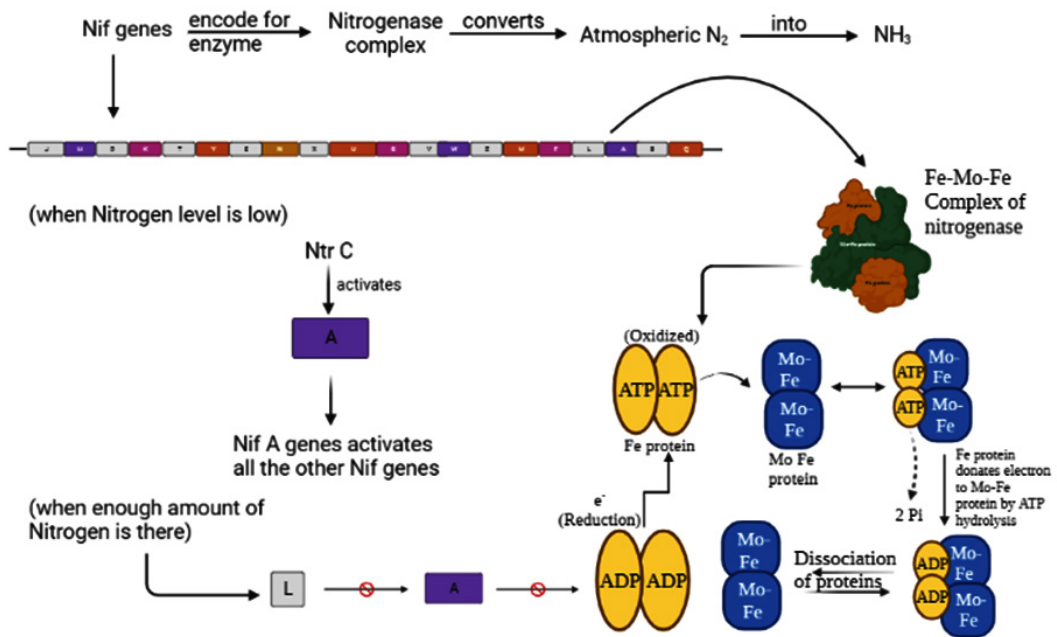 Nif genes
encode for
enzyme
Nitrogenase
complex
converts
Atmospheric N₂
into
NH₃
J
K
T
Y
E
N
X
U
S
V
W
Z
M
F
L
A
B
Q
Fe-Mo-Fe
Complex of
nitrogenase
Fe protein
Fe protein
(when Nitrogen level is low)
Ntr C
activates
A
Nif A genes activates
all the other Nif genes
(when enough amount of
Nitrogen is there)
L
A
(Oxidized)
ATP ATP
Fe protein
Mo-
Fe
Mo-
Fe
Mo Fe
protein
ATP
ATP
Mo-
Fe
Mo-
Fe
2 Pi
Fe protein
donates electron
to Mo-Fe
protein by ATP
hydrolysis
e⁻
(Reduction)
ADP ADP
Mo-
Fe
Mo-
Fe
Dissociation
of proteins
ADP
ADP
Mo-
Fe
Mo-
Fe